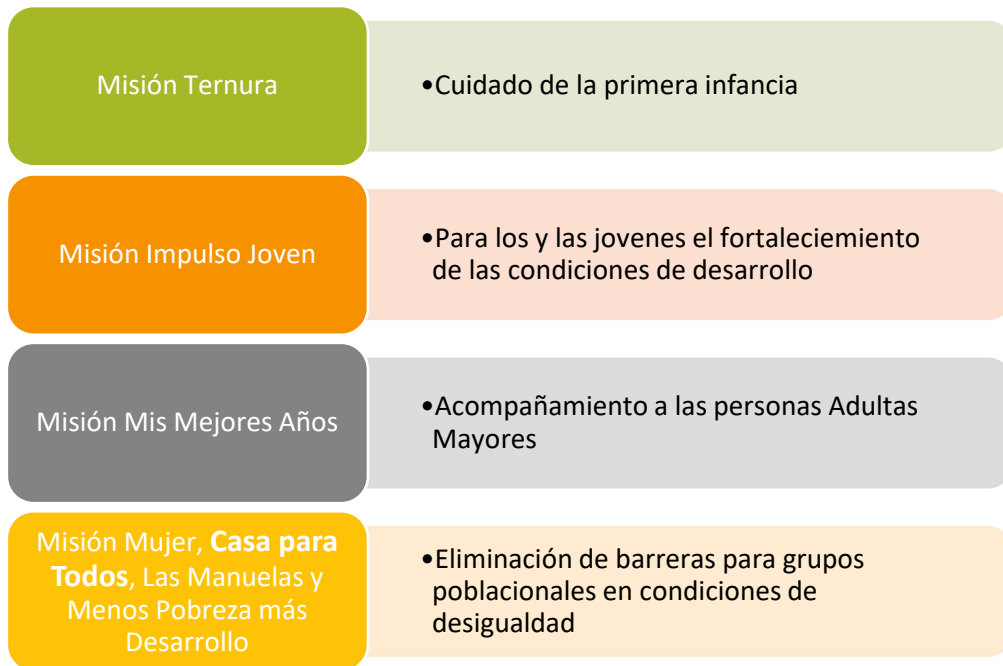 Misión Ternura
•Cuidado de la primera infancia
Misión Impulso Joven
•Para los y las jovenes el fortaleciemiento
de las condiciones de desarrollo
Misión Mis Mejores Años
•Acompañamiento a las personas Adultas
Mayores
Misión Mujer, Casa para
Todos, Las Manuelas y
Menos Pobreza más
Desarrollo
•Eliminación de barreras para grupos
poblacionales en condiciones de
desigualdad